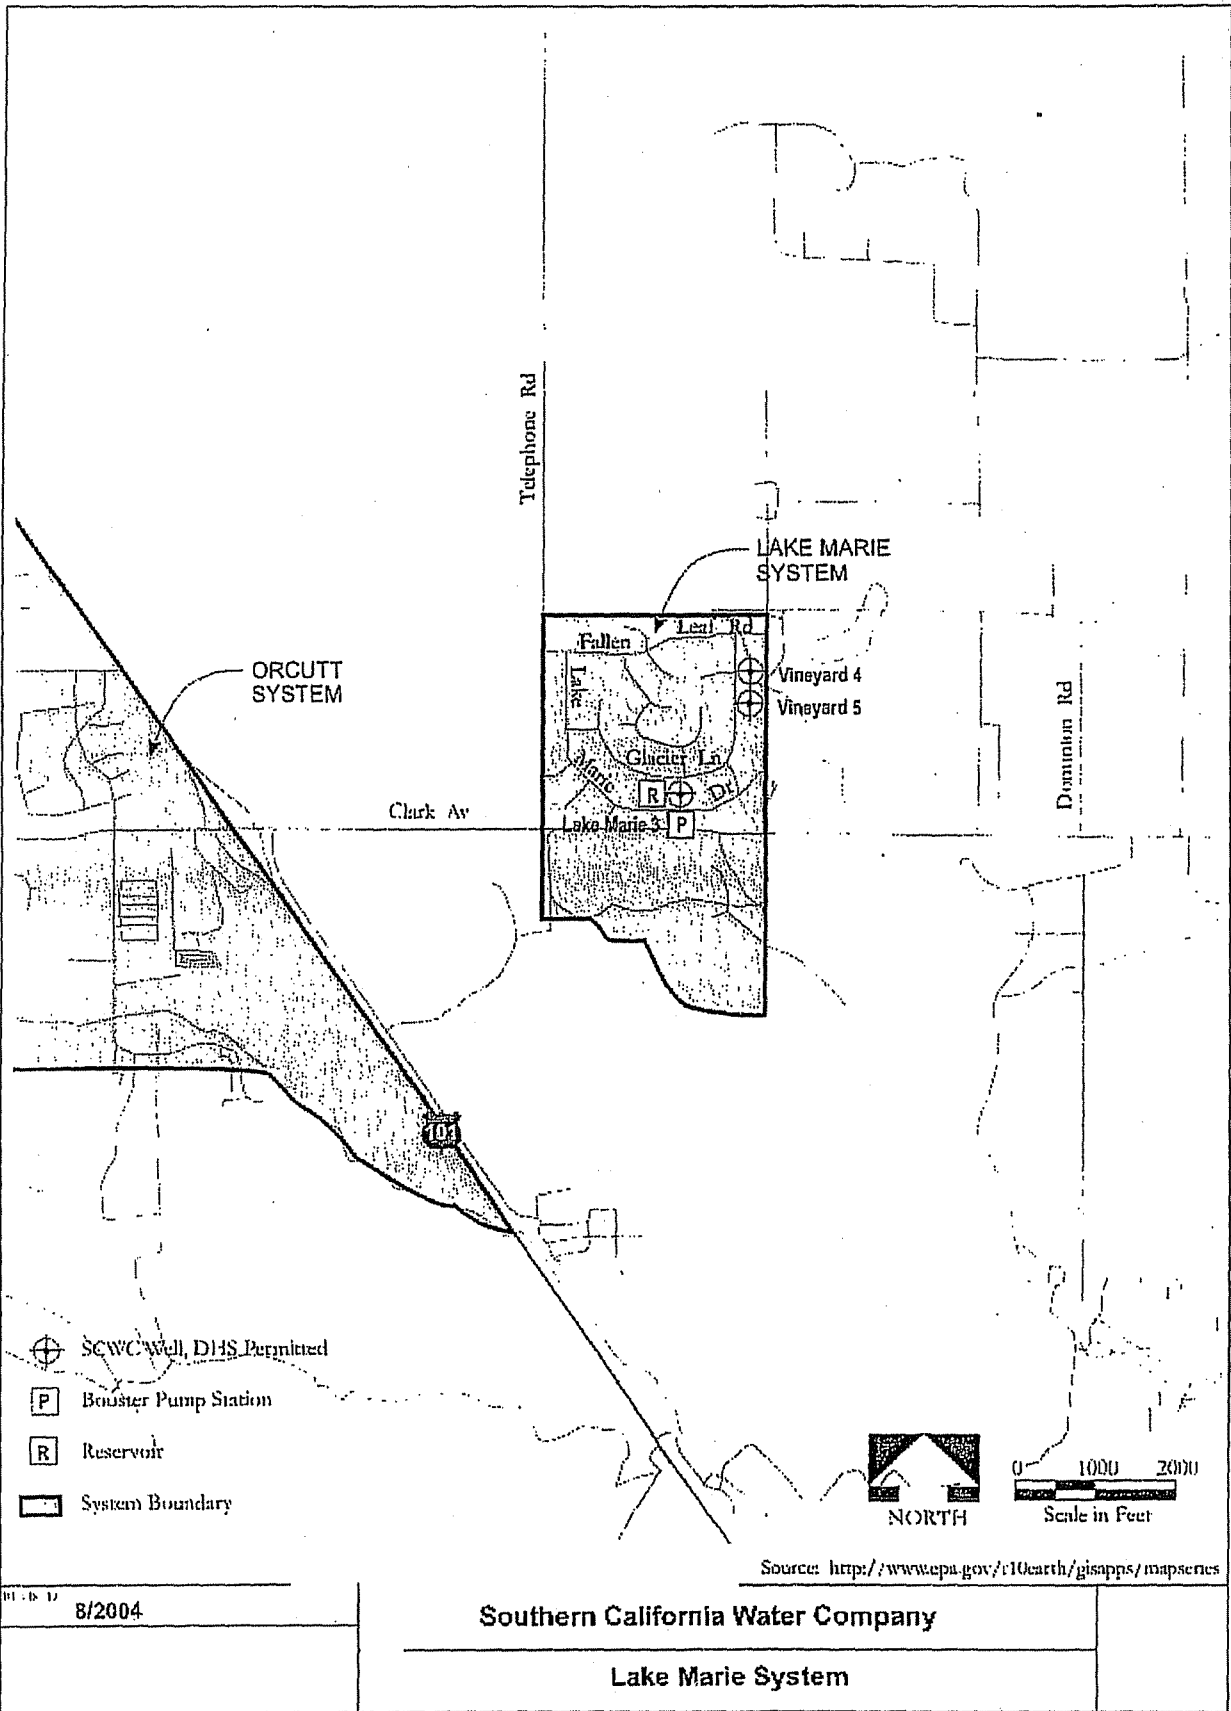 Telephone Rd
LAKE MARIE
SYSTEM
Fallen Leaf Rd
ORCUTT
SYSTEM
Lake Marie Dr
Vineyard 4
Vineyard 5
Dominion Rd
Glacier Ln
R
Clark Av
Lake Marie 3 P
101
SCWC Well, DHS Permitted
P Booster Pump Station
R Reservoir
System Boundary
NORTH
0 1000 2000
Scale in Feet
Source: http://www.epa.gov/r10earth/gisapps/mapseries
8/2004
Southern California Water Company
Lake Marie System